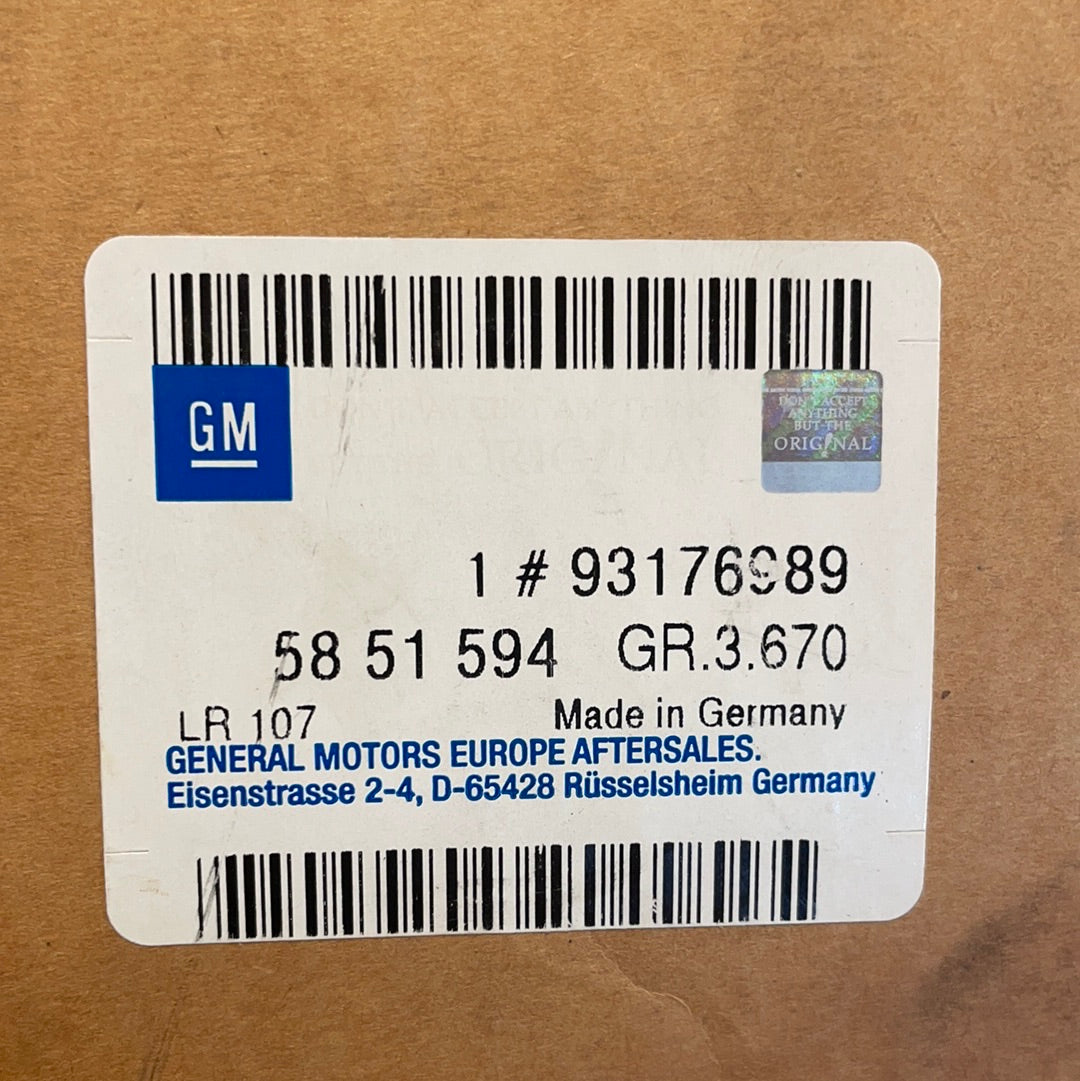 GM
DON'T ACCEPT
ANYTHING
BUT THE
ORIGINAL
1 # 93176989
58 51 594 GR.3.670
LR 107 Made in Germany
GENERAL MOTORS EUROPE AFTERSALES.
Eisenstrasse 2-4, D-65428 Rüsselsheim Germany